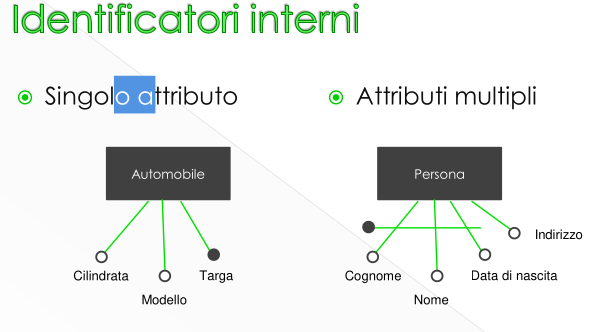 Identificatori interni
Singolo attributo
Attributi multipli
Automobile
Persona
Cilindrata
Modello
Targa
Cognome
Nome
Data di nascita
Indirizzo